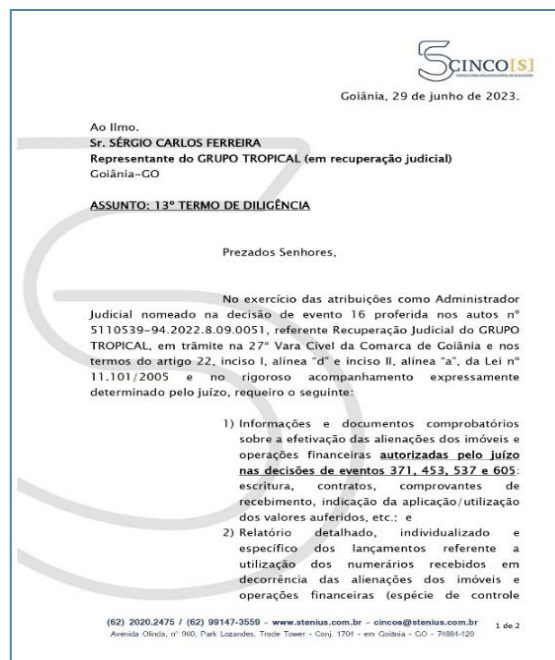 CINCO[S]
Goiânia, 29 de junho de 2023.
Ao Ilmo.
Sr. SÉRGIO CARLOS FERREIRA
Representante do GRUPO TROPICAL (em recuperação judicial)
Goiânia-GO
ASSUNTO: 13º TERMO DE DILIGÊNCIA
Prezados Senhores,
No exercício das atribuições como Administrador
Judicial nomeado na decisão de evento 16 proferida nos autos nº
5110539-94.2022.8.09.0051, referente Recuperação Judicial do GRUPO
TROPICAL, em trâmite na 27ª Vara Cível da Comarca de Goiânia e nos
termos do artigo 22, inciso I, alínea "d" e inciso II, alínea "a", da Lei nº
11.101/2005 e no rigoroso acompanhamento expressamente
determinado pelo juízo, requeiro o seguinte:
1) Informações e documentos comprobatórios
sobre a efetivação das alienações dos imóveis e
operações financeiras autorizadas pelo juízo
nas decisões de eventos 371, 453, 537 e 605:
escritura, contratos, comprovantes de
recebimento, indicação da aplicação/utilização
dos valores auferidos, etc.; e
2) Relatório detalhado, individualizado e
específico dos lançamentos referente a
utilização dos numerários recebidos em
decorrência das alienações dos imóveis e
operações financeiras (espécie de controle
(62) 2020.2475 / (62) 99147-3559 - www.stenius.com.br - cincos@stenius.com.br
1 de 2
Avenida Olinda, nº 960, Park Lozandes, Trade Tower - Conj. 1704 - em Goiânia - GO - 74884-120